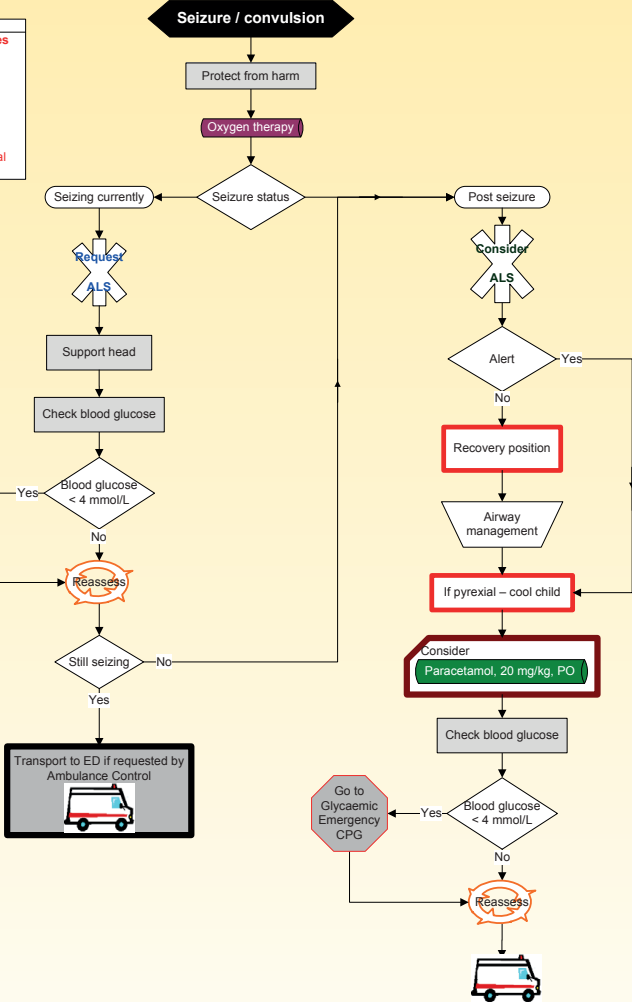 Seizure / convulsion
es
Protect from harm
al
Oxygen therapy
Seizing currently
Seizure status
Post seizure
Request
ALS
Consider
ALS
Support head
Alert
Yes
No
Check blood glucose
Recovery position
Blood glucose
< 4 mmol/L
Yes
No
Airway
management
Reassess
If pyrexial – cool child
Still seizing
No
Yes
Consider
Paracetamol, 20 mg/kg, PO
Transport to ED if requested by
Ambulance Control
Check blood glucose
Go to
Glycaemic
Emergency
CPG
Yes
Blood glucose
< 4 mmol/L
No
Reassess